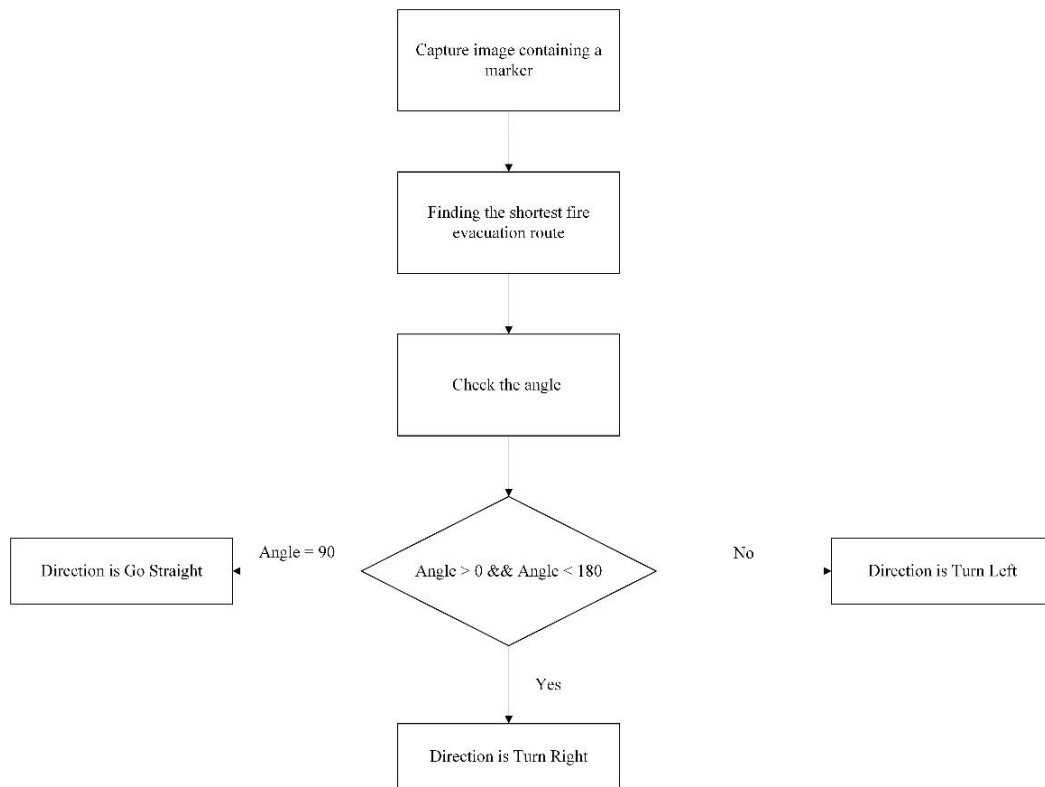 Capture image containing a
marker
Finding the shortest fire
evacuation route
Check the angle
Direction is Go Straight
Angle = 90
Angle > 0 && Angle < 180
No
Direction is Turn Left
Yes
Direction is Turn Right